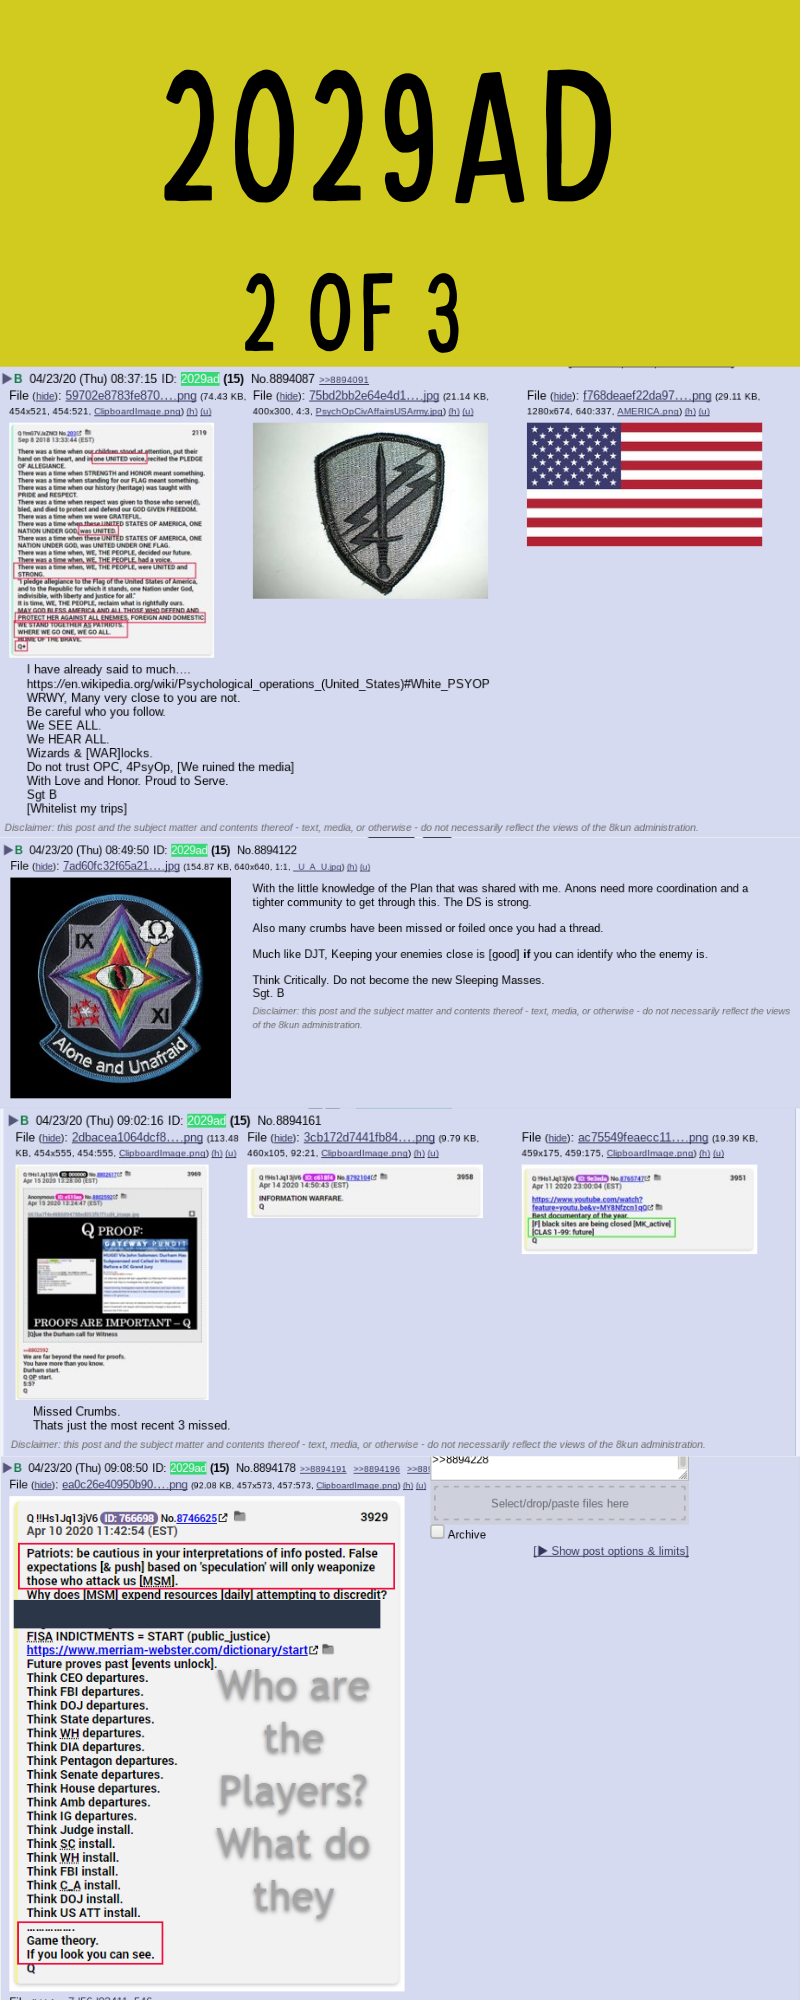 2029AD
2 OF 3
B 04/23/20 (Thu) 08:37:15 ID: 2029ad (15) No.8894087 >>8894091
File (hide): 59702e8783fe870….png (74.43 KB, 454x521, 454:521, ClipboardImage.png) (h) (u)
File (hide): 75bd2bb2e64e4d1….jpg (21.14 KB, 400x300, 4:3, PsychOpCivAffairsUSArmy.jpg) (h) (u)
File (hide): f768deaef22da97….png (29.11 KB, 1280x674, 640:337, AMERICA.png) (h) (u)
2119
Sep 8 2018 13:33:44 (EST)
There was a time when our children stood at attention, put their
hand on their heart, and in one UNITED voice, recited the PLEDGE
OF ALLEGIANCE.
There was a time when STRENGTH and HONOR meant something.
There was a time when standing for our FLAG meant something.
There was a time when our history (heritage) was taught with
PRIDE and RESPECT.
There was a time when respect was given to those who serve(d),
bled, and died to protect and defend our GOD GIVEN FREEDOM.
There was a time when we were GRATEFUL.
There was a time when these UNITED STATES OF AMERICA, ONE
NATION UNDER GOD, was UNITED.
There was a time when these UNITED STATES OF AMERICA, ONE
NATION UNDER GOD, was UNITED UNDER ONE FLAG.
There was a time when, WE, THE PEOPLE, decided our future.
There was a time when, WE, THE PEOPLE, had a voice.
There was a time when, WE, THE PEOPLE, were UNITED and
STRONG.
"I pledge allegiance to the Flag of the United States of America,
and to the Republic for which it stands, one Nation under God,
indivisible, with liberty and justice for all."
It is time, WE, THE PEOPLE, reclaim what is rightfully ours.
MAY GOD BLESS AMERICA AND ALL THOSE WHO DEFEND AND
PROTECT HER AGAINST ALL ENEMIES, FOREIGN AND DOMESTIC
WE STAND TOGETHER AS PATRIOTS.
WHERE WE GO ONE, WE GO ALL.
HOME OF THE BRAVE.
Q+
I have already said to much….
https://en.wikipedia.org/wiki/Psychological_operations_(United_States)#White_PSYOP
WRWY, Many very close to you are not.
Be careful who you follow.
We SEE ALL.
We HEAR ALL.
Wizards & [WAR]locks.
Do not trust OPC, 4PsyOp, [We ruined the media]
With Love and Honor. Proud to Serve.
Sgt B
[Whitelist my trips]
Disclaimer: this post and the subject matter and contents thereof - text, media, or otherwise - do not necessarily reflect the views of the 8kun administration.
B 04/23/20 (Thu) 08:49:50 ID: 2029ad (15) No.8894122
File (hide): 7ad60fc32f65a21….jpg (154.87 KB, 640x640, 1:1, _U_A_U.jpg) (h) (u)
IX
Ω
XI
Alone and Unafraid
With the little knowledge of the Plan that was shared with me. Anons need more coordination and a
tighter community to get through this. The DS is strong.
Also many crumbs have been missed or foiled once you had a thread.
Much like DJT, Keeping your enemies close is [good] if you can identify who the enemy is.
Think Critically. Do not become the new Sleeping Masses.
Sgt. B
Disclaimer: this post and the subject matter and contents thereof - text, media, or otherwise - do not necessarily reflect the views
of the 8kun administration.
B 04/23/20 (Thu) 09:02:16 ID: 2029ad (15) No.8894161
File (hide): 2dbacea1064dcf8….png (113.48 KB, 454x555, 454:555, ClipboardImage.png) (h) (u)
File (hide): 3cb172d7441fb84….png (9.79 KB, 460x105, 92:21, ClipboardImage.png) (h) (u)
File (hide): ac75549feaecc11….png (19.39 KB, 459x175, 459:175, ClipboardImage.png) (h) (u)
3969
Apr 15 2020 13:28:00 (EST)
Anonymous
Apr 15 2020 13:24:47 (EST)
Q PROOF:
GATEWAY PUNDIT
HUGE! Via John Solomon: Durham Has
Subpoenaed and Called in Witnesses
Before a DC Grand Jury
PROOFS ARE IMPORTANT – Q
[Q]ue the Durham call for Witness
>>8802592
We are far beyond the need for proofs.
You have more than you know.
Durham start.
Q OP start.
5:5?
Q
Q !!Hs1Jq13jV6 No.8792104 3958
Apr 14 2020 14:50:43 (EST)
INFORMATION WARFARE.
Q
Q !!Hs1Jq13jV6 No.8765747 3951
Apr 11 2020 23:00:04 (EST)
https://www.youtube.com/watch?
feature=youtu.be&v=MY8Nfzcn1qQ
Best documentary of the year.
[F] black sites are being closed [MK_active]
[CLAS 1-99: future]
Q
Missed Crumbs.
Thats just the most recent 3 missed.
Disclaimer: this post and the subject matter and contents thereof - text, media, or otherwise - do not necessarily reflect the views of the 8kun administration.
B 04/23/20 (Thu) 09:08:50 ID: 2029ad (15) No.8894178 >>8894191 >>8894196 >>889
File (hide): ea0c26e40950b90….png (92.08 KB, 457x573, 457:573, ClipboardImage.png) (h) (u)
>>8894228
Select/drop/paste files here
Archive
[▶ Show post options & limits]
Q !!Hs1Jq13jV6 ID: 766698 No.8746625 3929
Apr 10 2020 11:42:54 (EST)
Patriots: be cautious in your interpretations of info posted. False
expectations [& push] based on 'speculation' will only weaponize
those who attack us [MSM].
Why does [MSM] expend resources [daily] attempting to discredit?
FISA INDICTMENTS = START (public_justice)
https://www.merriam-webster.com/dictionary/start
Future proves past [events unlock].
Think CEO departures.
Think FBI departures.
Think DOJ departures.
Think State departures.
Think WH departures.
Think DIA departures.
Think Pentagon departures.
Think Senate departures.
Think House departures.
Think Amb departures.
Think IG departures.
Think Judge install.
Think SC install.
Think WH install.
Think FBI install.
Think C_A install.
Think DOJ install.
Think US ATT install.
…………….
Game theory.
If you look you can see.
Q
Who are
the
Players?
What do
they